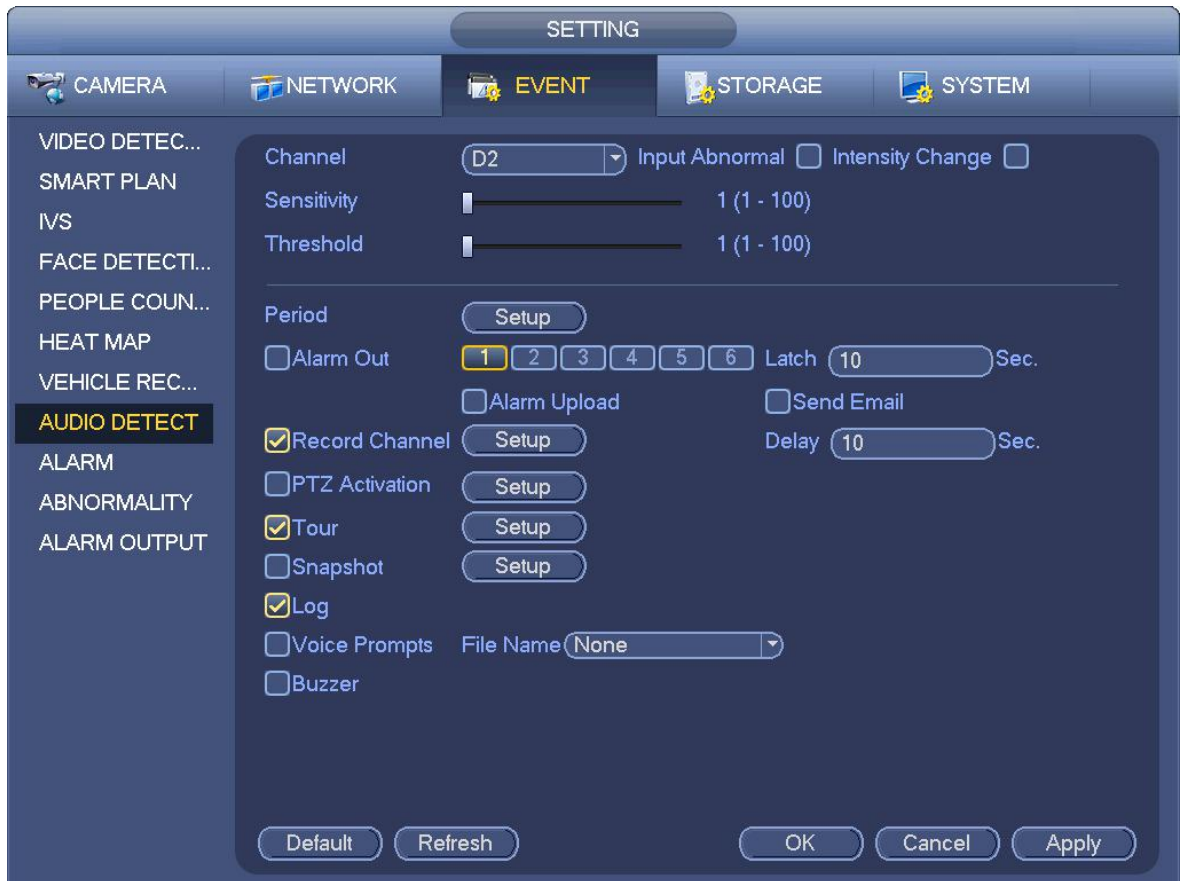 SETTING
CAMERA NETWORK EVENT STORAGE SYSTEM
VIDEO DETEC...
SMART PLAN
IVS
FACE DETECTI...
PEOPLE COUN...
HEAT MAP
VEHICLE REC...
AUDIO DETECT
ALARM
ABNORMALITY
ALARM OUTPUT
Channel D2 Input Abnormal Intensity Change
Sensitivity 1 (1 - 100)
Threshold 1 (1 - 100)
Period Setup
Alarm Out 1 2 3 4 5 6 Latch 10 Sec.
Alarm Upload Send Email
Record Channel Setup Delay 10 Sec.
PTZ Activation Setup
Tour Setup
Snapshot Setup
Log
Voice Prompts File Name None
Buzzer
Default Refresh OK Cancel Apply